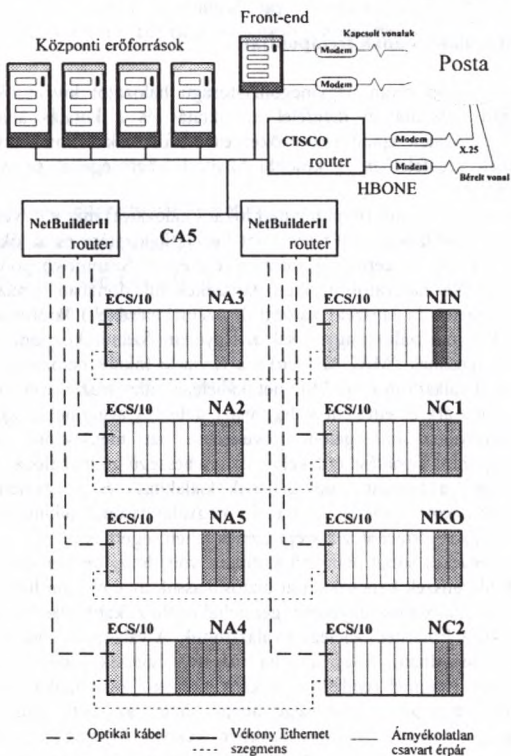 Front-end
Kapcsolt vonalak
Központi erőforrások
Modem
Posta
Modem
CISCO
router
Modem
X.25
Modem
HBONE
Bérelt vonal
NetBuilderII
router
CA5
NetBuilderII
router
ECS/10 NA3
ECS/10 NIN
ECS/10 NA2
ECS/10 NC1
ECS/10 NA5
ECS/10 NKO
ECS/10 NA4
ECS/10 NC2
Optikai kábel
Vékony Ethernet
szegmens
Árnyékolatlan
csavart érpár